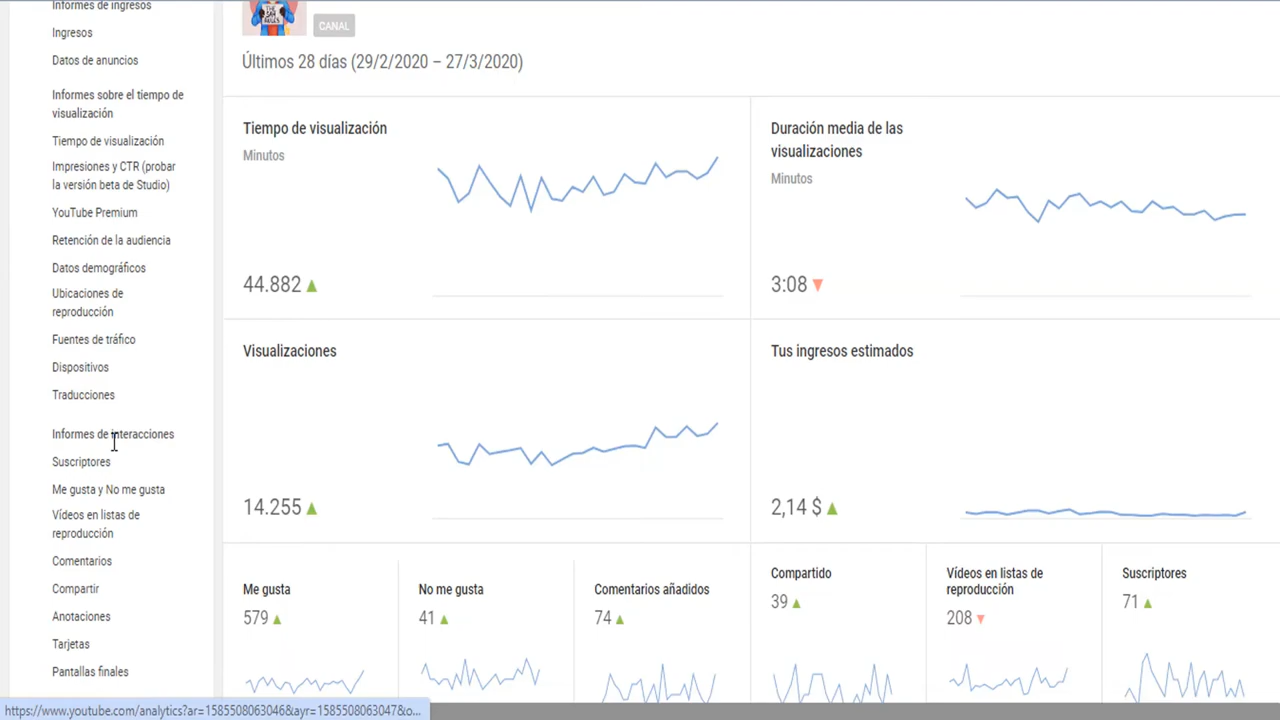 Informes de ingresos
Ingresos
Datos de anuncios
Informes sobre el tiempo de
visualización
Tiempo de visualización
Impresiones y CTR (probar
la versión beta de Studio)
YouTube Premium
Retención de la audiencia
Datos demográficos
Ubicaciones de
reproducción
Fuentes de tráfico
Dispositivos
Traducciones
Informes de interacciones
Suscriptores
Me gusta y No me gusta
Vídeos en listas de
reproducción
Comentarios
Compartir
Anotaciones
Tarjetas
Pantallas finales
CANAL
Últimos 28 días (29/2/2020 – 27/3/2020)
Tiempo de visualización
Minutos
44.882
Duración media de las
visualizaciones
Minutos
3:08
Visualizaciones
14.255
Tus ingresos estimados
2,14 $
Me gusta
579
No me gusta
41
Comentarios añadidos
74
Compartido
39
Vídeos en listas de
reproducción
208
Suscriptores
71
https://www.youtube.com/analytics?ar=1585508063046&ayr=1585508063047&o...